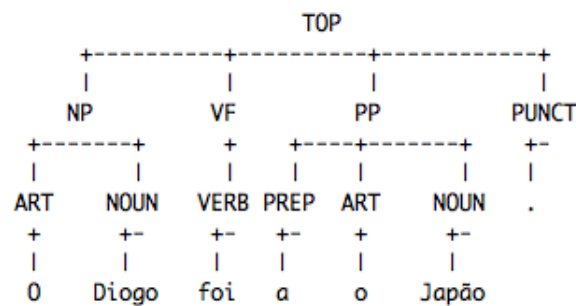 TOP
NP VF PP PUNCT
ART NOUN VERB PREP ART NOUN .
O Diogo foi a o Japão